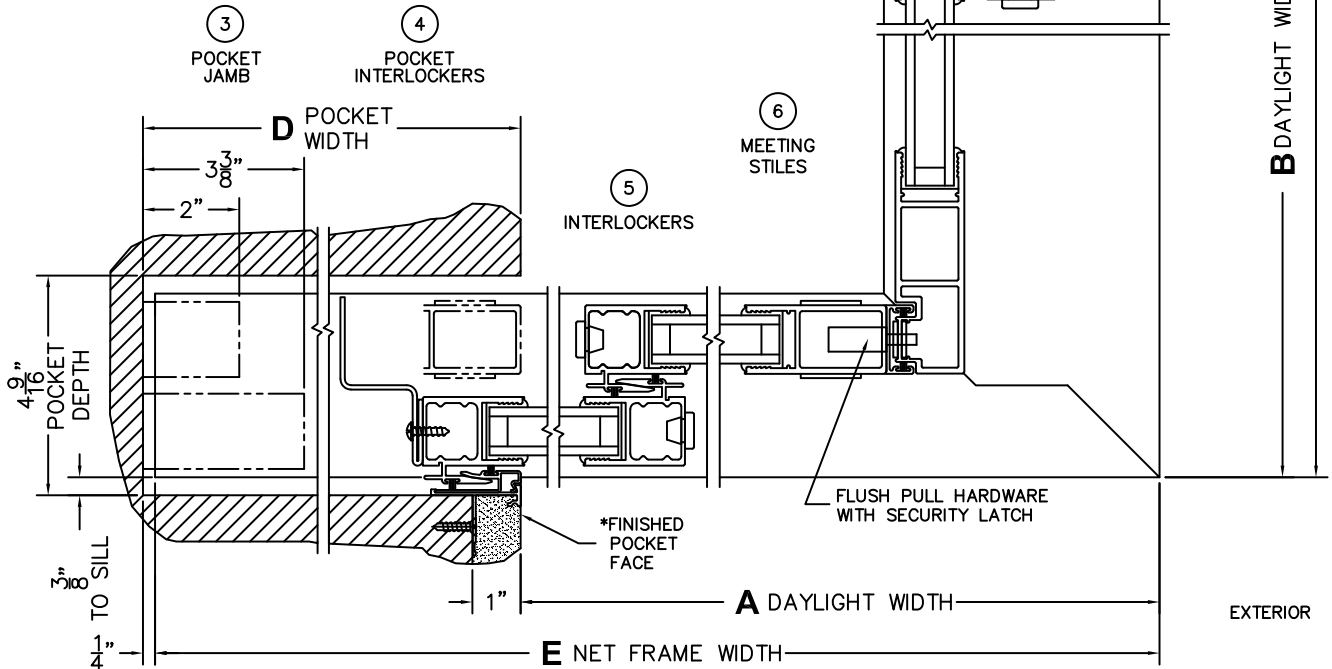 3
POCKET
JAMB
4
POCKET
INTERLOCKERS
D POCKET
WIDTH
3 3/8"
2"
5
INTERLOCKERS
6
MEETING
STILES
B DAYLIGHT WID
4 9/16"
POCKET
DEPTH
3/8"
TO SILL
1/4"
*FINISHED
POCKET
FACE
FLUSH PULL HARDWARE
WITH SECURITY LATCH
1"
A DAYLIGHT WIDTH
EXTERIOR
E NET FRAME WIDTH